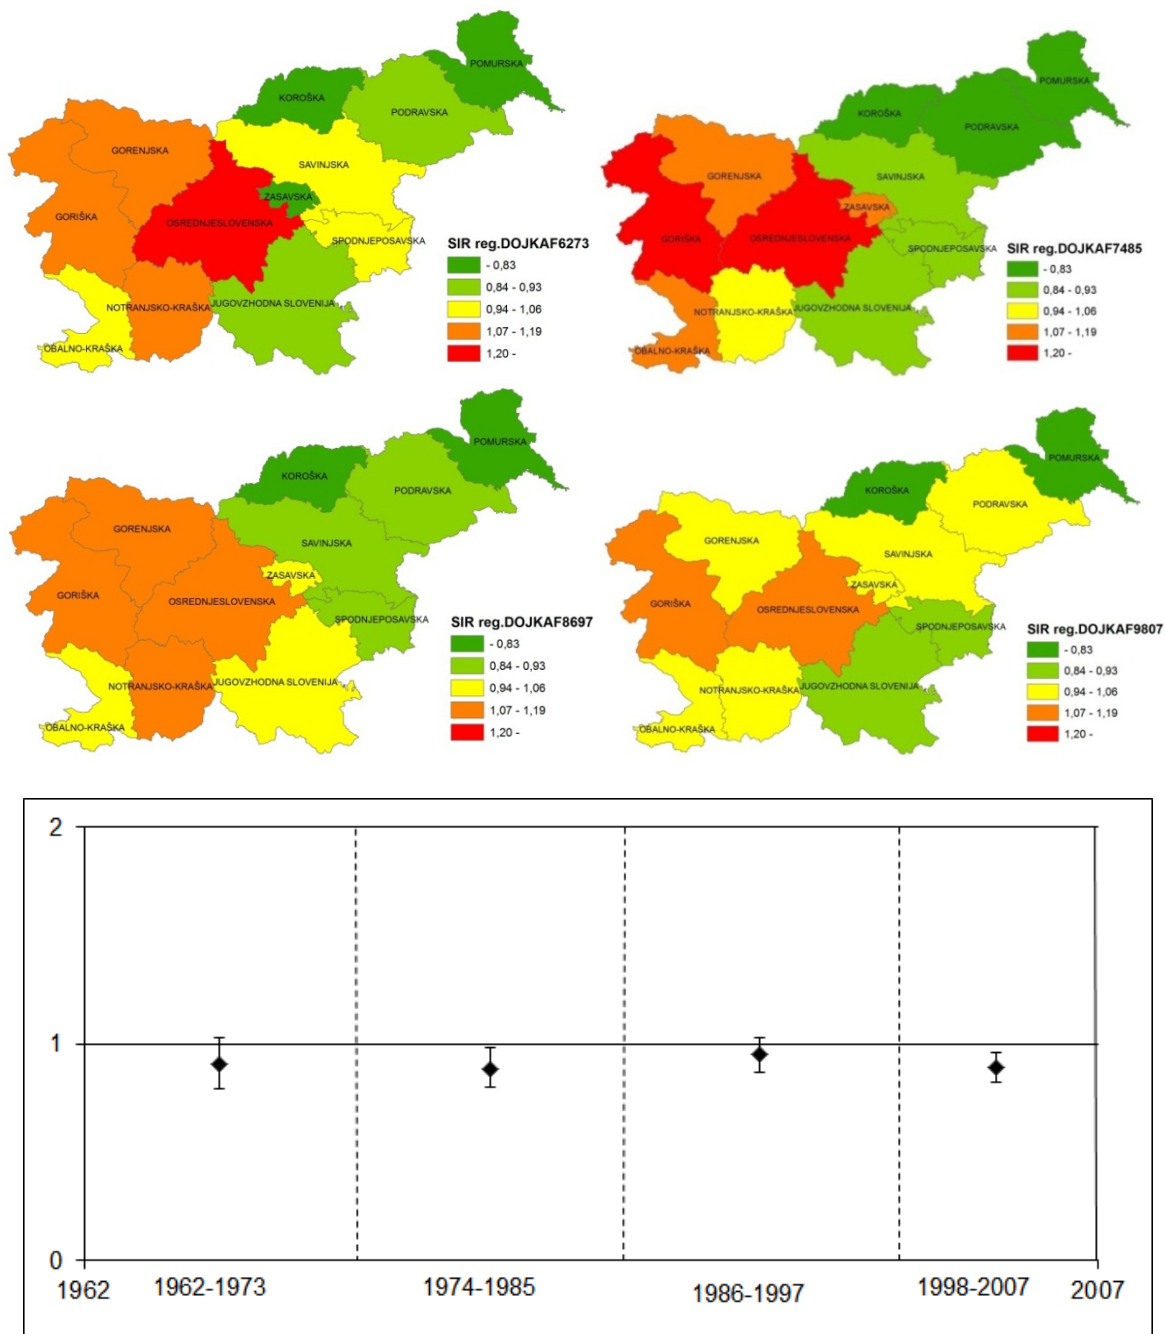 POMURSKA
KOROŠKA
PODRAVSKA
GORENJSKA
SAVINJSKA
ZASAVSKA
GORIŠKA
OSREDNJESLOVENSKA
SPODNJEPOSAVSKA
NOTRANJSKO-KRAŠKA
JUGOVZHODNA SLOVENIJA
OBALNO-KRAŠKA
SIR reg.DOJKAF6273
- 0,83
0,84 - 0,93
0,94 - 1,06
1,07 - 1,19
1,20 -
POMURSKA
KOROŠKA
PODRAVSKA
GORENJSKA
SAVINJSKA
ZASAVSKA
GORIŠKA
OSREDNJESLOVENSKA
SPODNJEPOSAVSKA
NOTRANJSKO-KRAŠKA
JUGOVZHODNA SLOVENIJA
OBALNO-KRAŠKA
SIR reg.DOJKAF7485
- 0,83
0,84 - 0,93
0,94 - 1,06
1,07 - 1,19
1,20 -
POMURSKA
KOROŠKA
PODRAVSKA
GORENJSKA
SAVINJSKA
ZASAVSKA
GORIŠKA
OSREDNJESLOVENSKA
SPODNJEPOSAVSKA
NOTRANJSKO-KRAŠKA
JUGOVZHODNA SLOVENIJA
OBALNO-KRAŠKA
SIR reg.DOJKAF8697
- 0,83
0,84 - 0,93
0,94 - 1,06
1,07 - 1,19
1,20 -
POMURSKA
KOROŠKA
PODRAVSKA
GORENJSKA
SAVINJSKA
ZASAVSKA
GORIŠKA
OSREDNJESLOVENSKA
SPODNJEPOSAVSKA
NOTRANJSKO-KRAŠKA
JUGOVZHODNA SLOVENIJA
OBALNO-KRAŠKA
SIR reg.DOJKAF9807
- 0,83
0,84 - 0,93
0,94 - 1,06
1,07 - 1,19
1,20 -
2
1
0
1962
1962-1973
1974-1985
1986-1997
1998-2007
2007